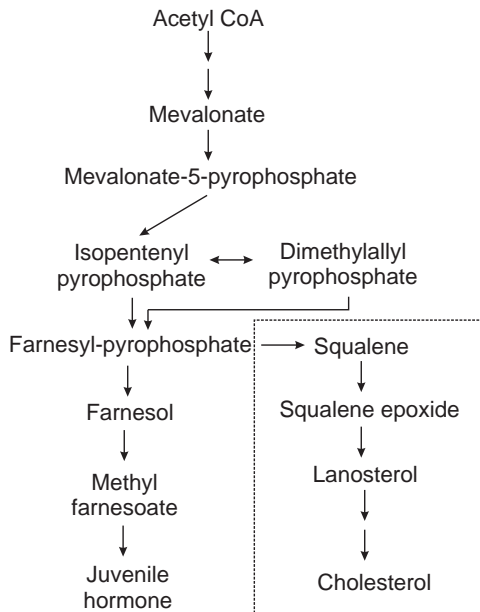 Acetyl CoA
Mevalonate
Mevalonate-5-pyrophosphate
Isopentenyl
pyrophosphate
Dimethylallyl
pyrophosphate
Farnesyl-pyrophosphate
Squalene
Farnesol
Squalene epoxide
Methyl
farnesoate
Lanosterol
Juvenile
hormone
Cholesterol